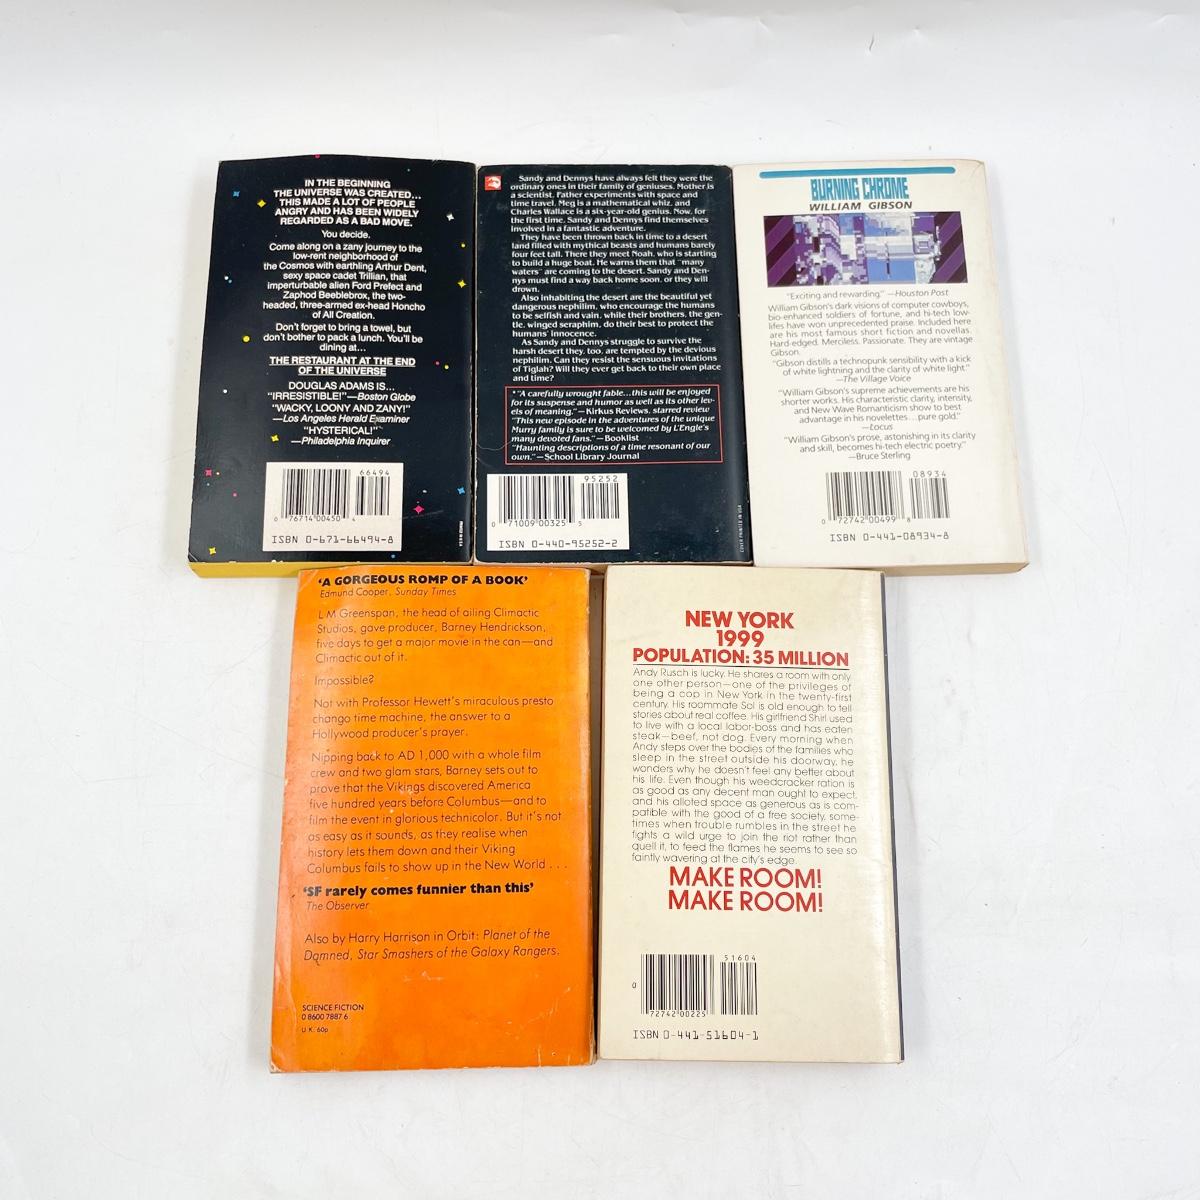 IN THE BEGINNING
THE UNIVERSE WAS CREATED...
THIS MADE A LOT OF PEOPLE
ANGRY AND HAS BEEN WIDELY
REGARDED AS A BAD MOVE.
You decide.
Come along on a zany journey to the
low-rent neighborhood of
the Cosmos with earthling Arthur Dent,
sexy space cadet Trillian, that
imperturbable alien Ford Prefect and
Zaphod Beeblebrox, the two-
headed, three-armed ex-head Honcho
of All Creation.
Don't forget to bring a towel, but
don't bother to pack a lunch. You'll be
dining at...
THE RESTAURANT AT THE END
OF THE UNIVERSE
DOUGLAS ADAMS IS...
"IRRESISTIBLE!"—Boston Globe
"WACKY, LOONY AND ZANY!"
—Los Angeles Herald Examiner
"HYSTERICAL!"
—Philadelphia Inquirer
66494
0 76714 00450 4
ISBN 0-671-66494-8
Sandy and Dennys have always felt they were the
ordinary ones in their family of geniuses. Mother is
a scientist. Father experiments with space and
time travel. Meg is a mathematical whiz, and
Charles Wallace is a six-year-old genius. Now, for
the first time, Sandy and Dennys find themselves
involved in a fantastic adventure.
They have been thrown back in time to a desert
land filled with mythical beasts and humans barely
four feet tall. There they meet Noah, who is starting
to build a huge boat. He warns them that "many
waters" are coming to the desert. Sandy and Den-
nys must find a way back home soon, or they will
drown.
Also inhabiting the desert are the beautiful yet
dangerous nephilim, who encourage the humans
to be selfish and vain, while their brothers, the gen-
tle, winged seraphim, do their best to protect the
humans' innocence.
As Sandy and Dennys struggle to survive the
harsh desert they, too, are tempted by the devious
nephilim. Can they resist the sensuous invitations
of Tiglah? Will they ever get back to their own place
and time?
*"A carefully wrought fable...this will be enjoyed
for its suspense and humor as well as its other lev-
els of meaning."—Kirkus Reviews, starred review
"This new episode in the adventures of the unique
Murry family is sure to be welcomed by L'Engle's
many devoted fans."—Booklist
"Haunting descriptions of a time resonant of our
own."—School Library Journal
95252
0 71009 00325 5
ISBN 0-440-95252-2
COVER PRINTED IN USA
BURNING CHROME
WILLIAM GIBSON
"Exciting and rewarding." —Houston Post
William Gibson's dark visions of computer cowboys,
bio-enhanced soldiers of fortune, and hi-tech low-
lifes have won unprecedented praise. Included here
are his most famous short fiction and novellas.
Hard-edged. Merciless. Passionate. They are vintage
Gibson.
"Gibson distills a technopunk sensibility with a kick
of white lightning and the clarity of white light."
—The Village Voice
"William Gibson's supreme achievements are his
shorter works. His characteristic clarity, intensity,
and New Wave Romanticism show to best
advantage in his novelettes...pure gold."
—Locus
"William Gibson's prose, astonishing in its clarity
and skill, becomes hi-tech electric poetry."
—Bruce Sterling
08934
0 72742 00499 8
ISBN 0-441-08934-8
'A GORGEOUS ROMP OF A BOOK'
Edmund Cooper, Sunday Times
L M Greenspan, the head of ailing Climactic
Studios, gave producer, Barney Hendrickson,
five days to get a major movie in the can—and
Climactic out of it.
Impossible?
Not with Professor Hewett's miraculous presto
chango time machine, the answer to a
Hollywood producer's prayer.
Nipping back to AD 1,000 with a whole film
crew and two glam stars, Barney sets out to
prove that the Vikings discovered America
five hundred years before Columbus—and to
film the event in glorious technicolor. But it's not
as easy as it sounds, as they realise when
history lets them down and their Viking
Columbus fails to show up in the New World . . .
'SF rarely comes funnier than this'
The Observer
Also by Harry Harrison in Orbit: Planet of the
Damned, Star Smashers of the Galaxy Rangers.
SCIENCE FICTION
0 8600 7887 6
U K. 60p
NEW YORK
1999
POPULATION: 35 MILLION
Andy Rusch is lucky. He shares a room with only
one other person—one of the privileges of
being a cop in New York in the twenty-first
century. His roommate Sol is old enough to tell
stories about real coffee. His girlfriend Shirl used
to live with a local labor-boss and has eaten
steak—beef, not dog. Every morning when
Andy steps over the bodies of the families who
sleep in the street outside his doorway, he
wonders why he doesn't feel any better about
his life. Even though his weedcracker ration is
as good as any decent man ought to expect,
and his alloted space as generous as is com-
patible with the good of a free society, some-
times when trouble rumbles in the street he
fights a wild urge to join the riot rather than
quell it, to feed the flames he seems to see so
faintly wavering at the city's edge.
MAKE ROOM!
MAKE ROOM!
51604
0 72742 00225
ISBN 0-441-51604-1